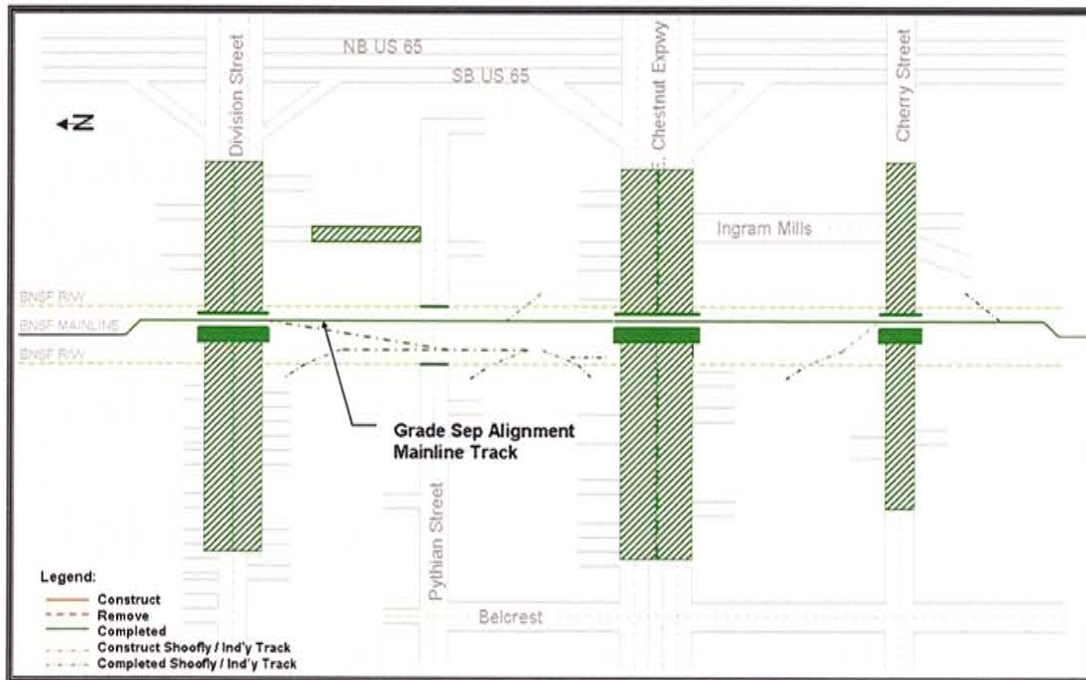 NB US 65
SB US 65
Division Street
E. Chestnut Expwy
Cherry Street
N
Ingram Mills
BNSF R/W
BNSF MAINLINE
BNSF R/W
Grade Sep Alignment
Mainline Track
Pythian Street
Belcrest
Legend:
Construct
Remove
Completed
Construct Shoofly / Ind'y Track
Completed Shoofly / Ind'y Track